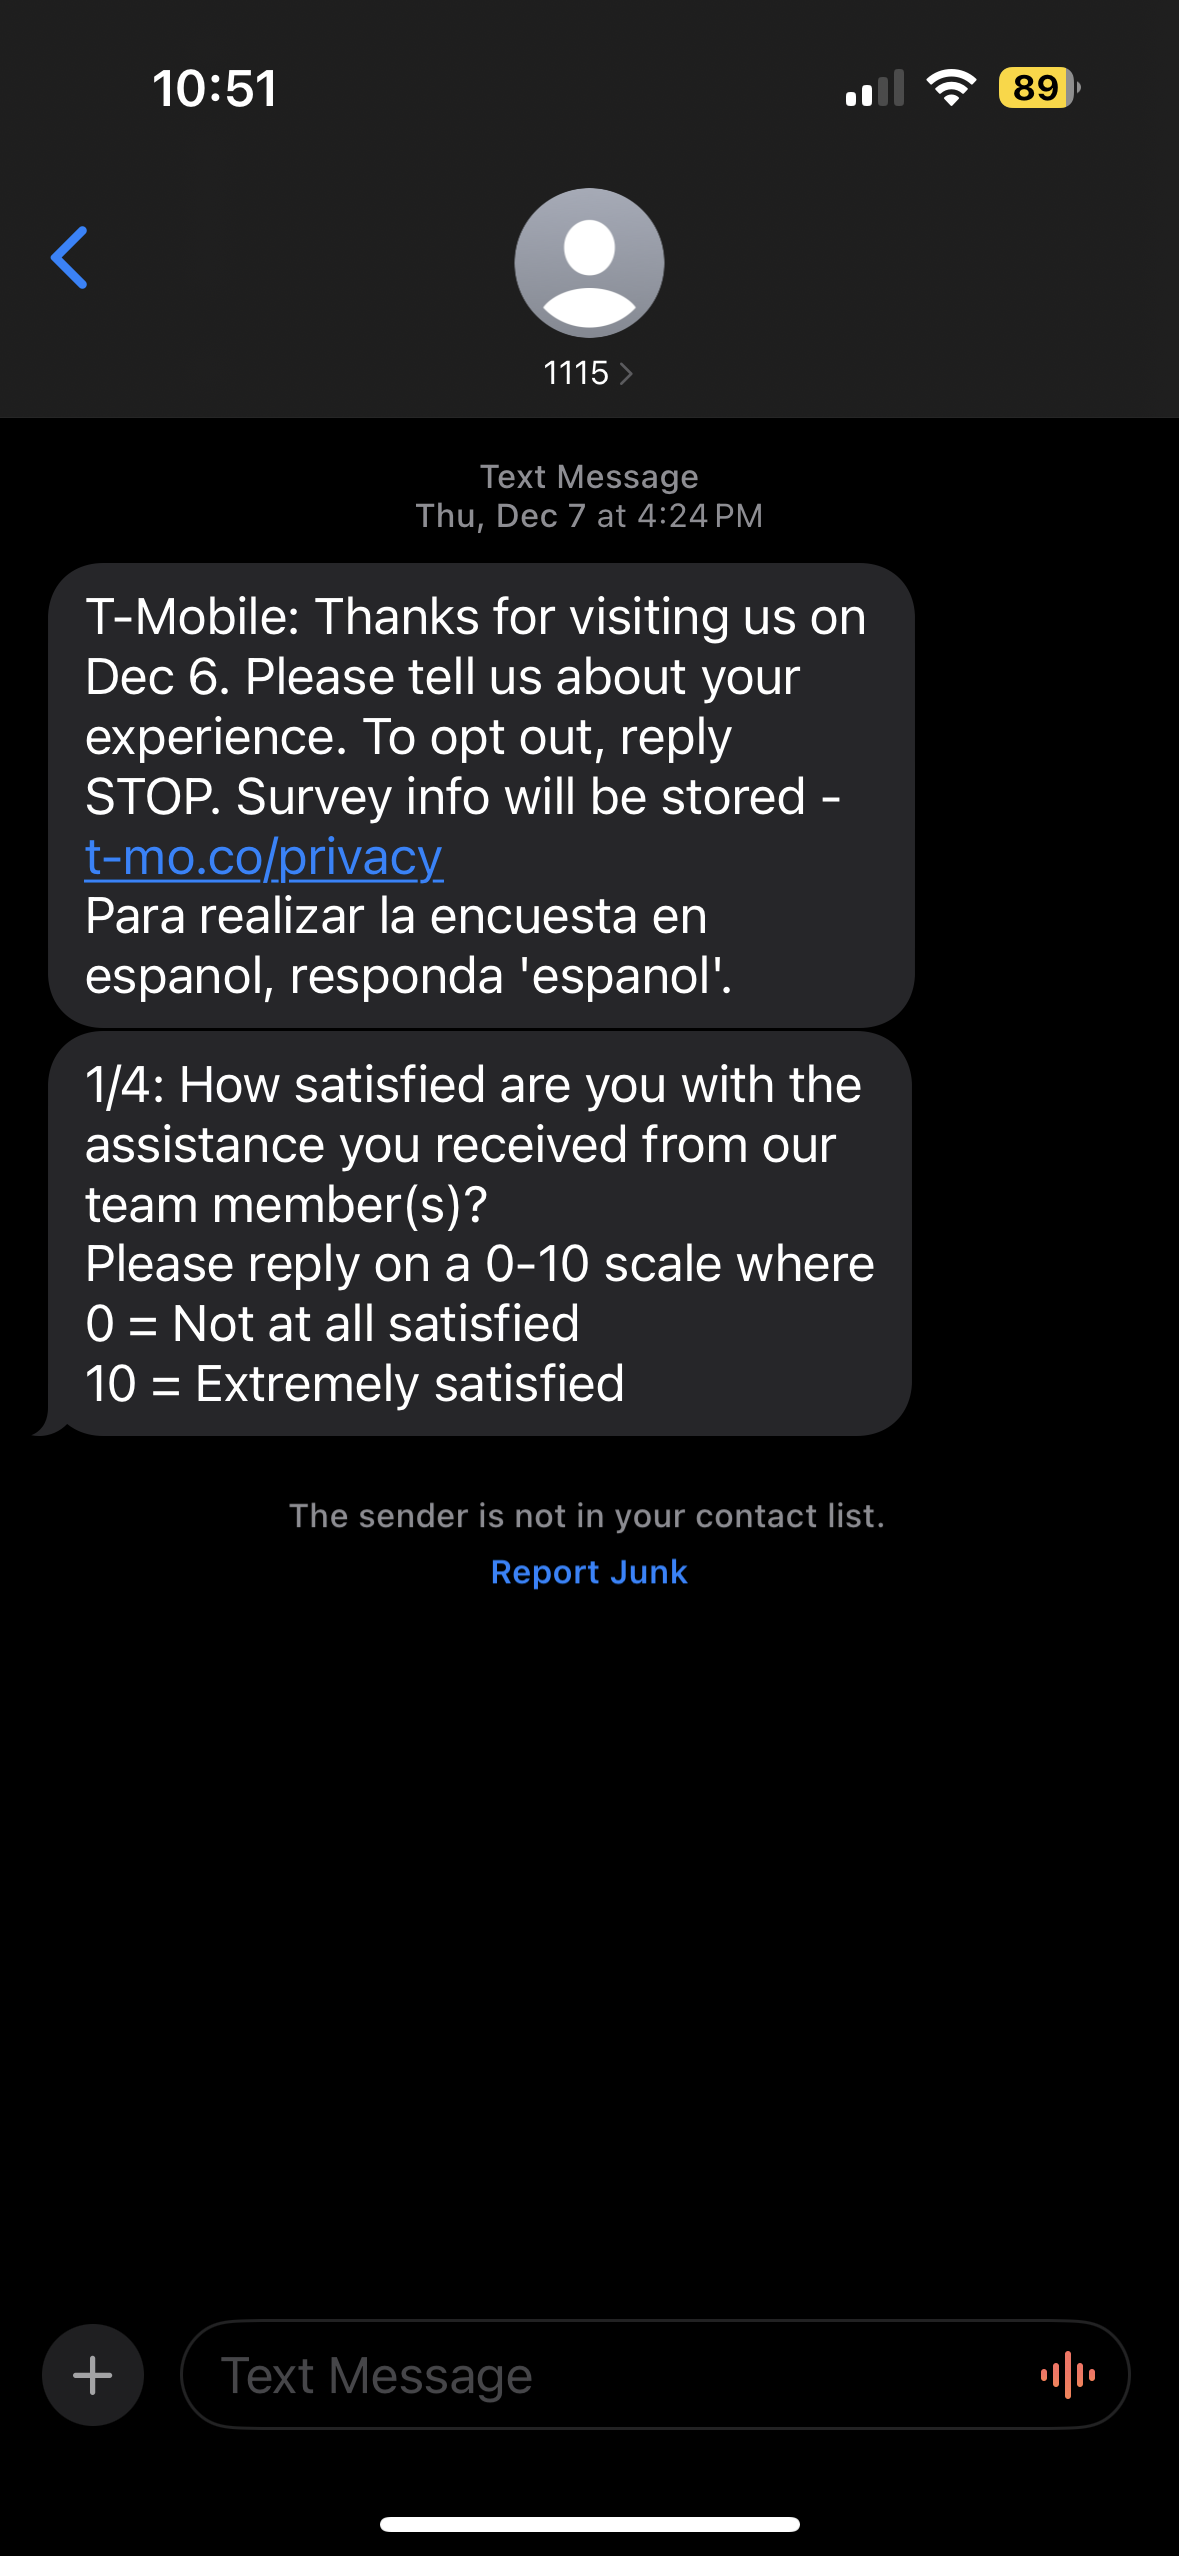 10:51
89
1115
Text Message
Thu, Dec 7 at 4:24 PM
T-Mobile: Thanks for visiting us on
Dec 6. Please tell us about your
experience. To opt out, reply
STOP. Survey info will be stored -
t-mo.co/privacy
Para realizar la encuesta en
espanol, responda 'espanol'.
1/4: How satisfied are you with the
assistance you received from our
team member(s)?
Please reply on a 0-10 scale where
0 = Not at all satisfied
10 = Extremely satisfied
The sender is not in your contact list.
Report Junk
Text Message